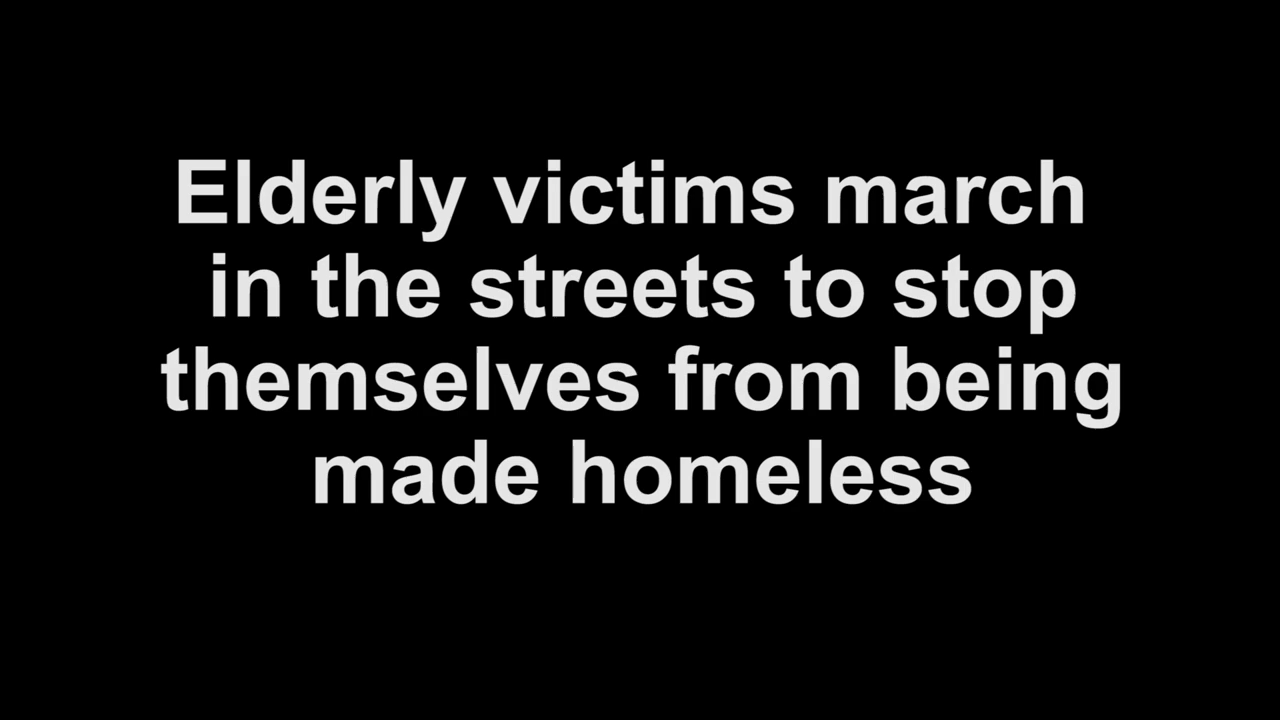 Elderly victims march
in the streets to stop
themselves from being
made homeless